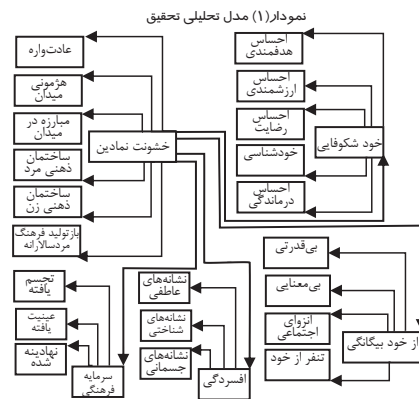 نمودار(۱) مدل تحلیلی تحقیق
احساس
هدفمندی
احساس
ارزشمندی
احساس
رضایت
خودشناسی
احساس
درماندگی
خود شکوفایی
عادت‌واره
هژمونی
میدان
مبارزه در
میدان
ساختمان
ذهنی مرد
ساختمان
ذهنی زن
بازتولید فرهنگ
مردسالارانه
خشونت نمادین
بی‌قدرتی
بی‌معنایی
انزوای
اجتماعی
تنفر از خود
از خود بیگانگی
نشانه‌های
عاطفی
نشانه‌های
شناختی
نشانه‌های
جسمانی
افسردگی
تجسم
یافته
عینیت
یافته
نهادینه
شده
سرمایه
فرهنگی